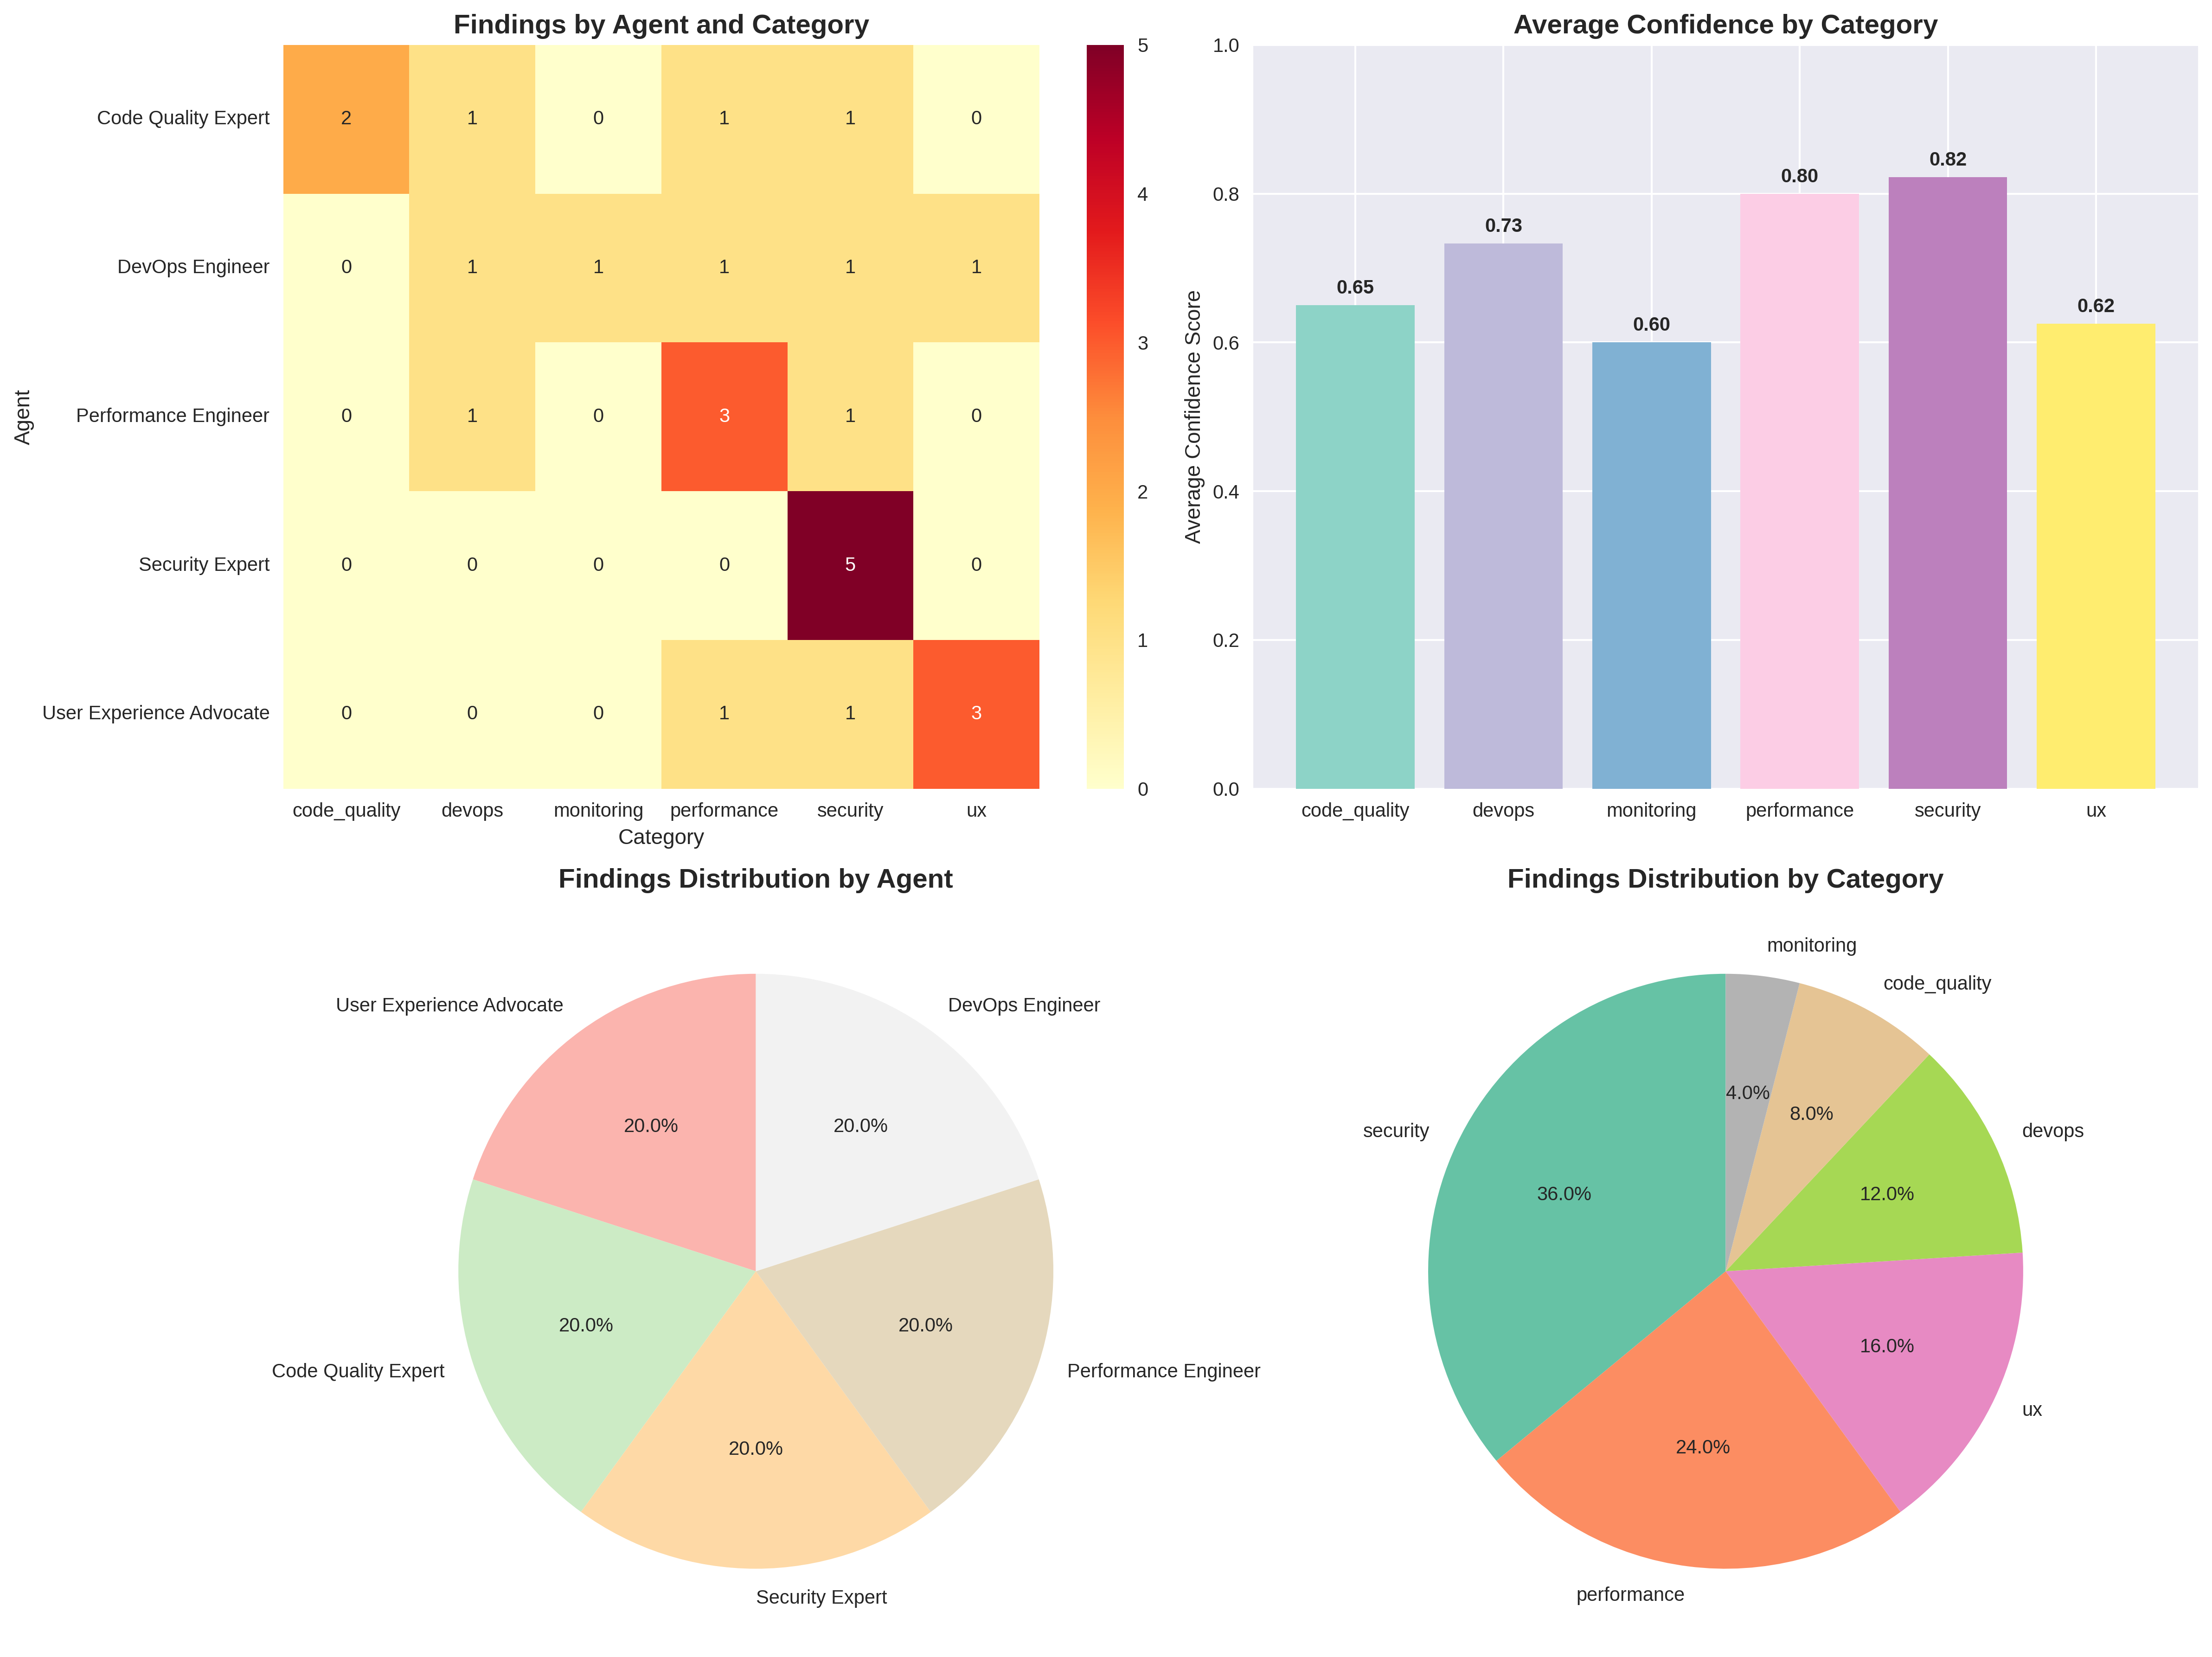 Findings by Agent and Category
Code Quality Expert 2 1 0 1 1 0
DevOps Engineer 0 1 1 1 1 1
Performance Engineer 0 1 0 3 1 0
Security Expert 0 0 0 0 5 0
User Experience Advocate 0 0 0 1 1 3
code_quality devops monitoring performance security ux
Category
Agent
5
4
3
2
1
0
Average Confidence by Category
1.0
0.8
0.6
0.4
0.2
0.0
Average Confidence Score
0.65
0.73
0.60
0.80
0.82
0.62
code_quality devops monitoring performance security ux
Findings Distribution by Agent
User Experience Advocate
DevOps Engineer
20.0%
20.0%
20.0%
20.0%
Code Quality Expert
Performance Engineer
20.0%
Security Expert
Findings Distribution by Category
monitoring
code_quality
4.0%
8.0%
security
devops
36.0%
12.0%
16.0%
ux
24.0%
performance